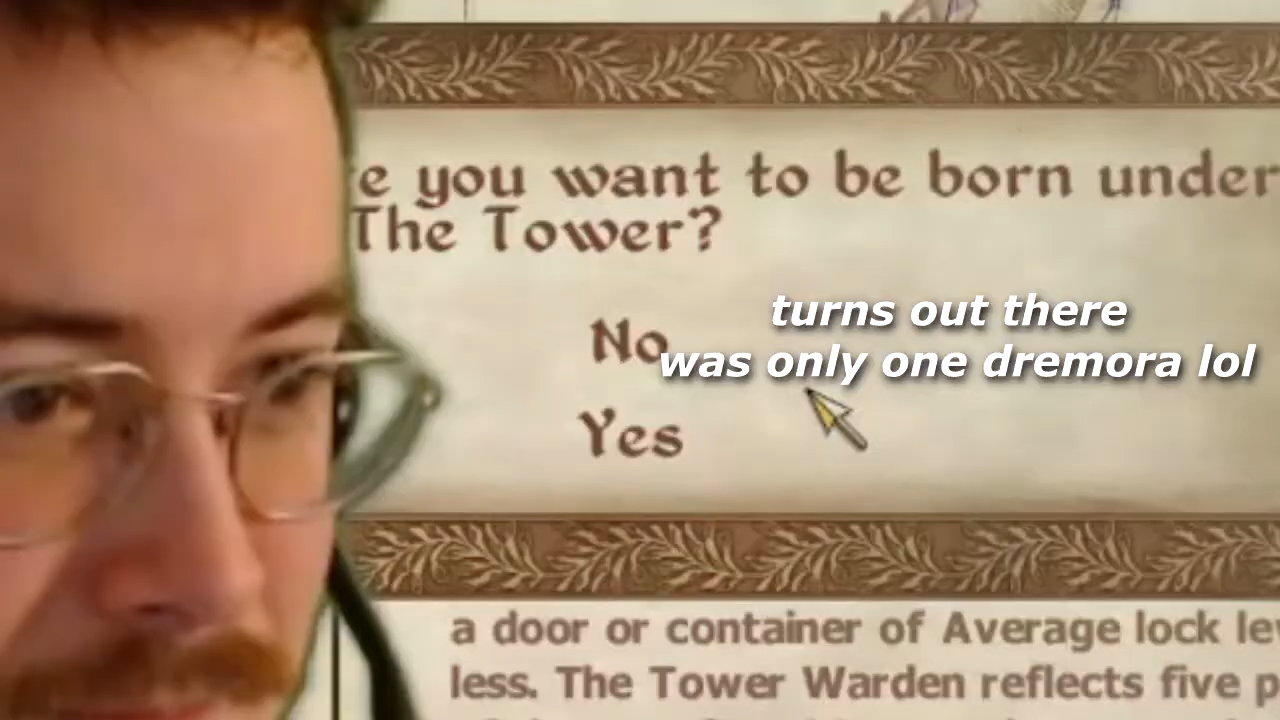 e you want to be born under
The Tower?
turns out there
No
was only one dremora lol
Yes
a door or container of Average lock
less. The Tower Warden reflects five